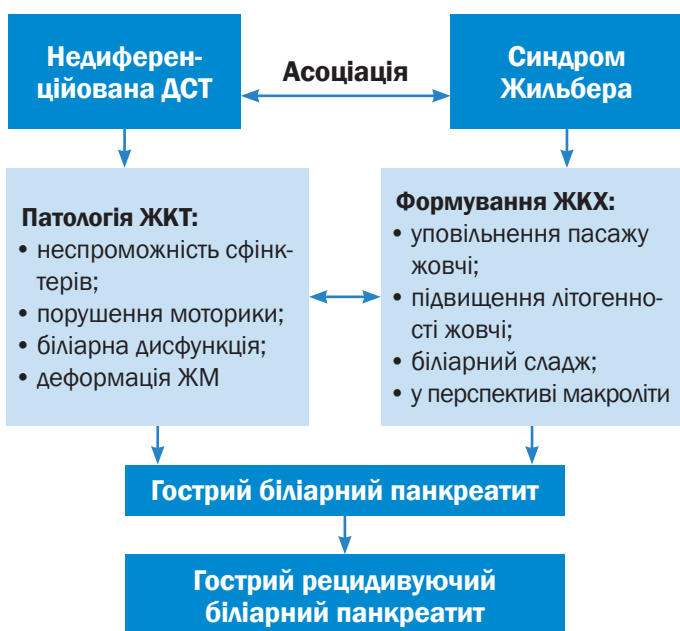 Недиферен-
ційована ДСТ
Асоціація
Синдром
Жильбера
Патологія ЖКТ:
• неспроможність сфінк-
терів;
• порушення моторики;
• біліарна дисфункція;
• деформація ЖМ
Формування ЖКХ:
• уповільнення пасажу
жовчі;
• підвищення літогенно-
сті жовчі;
• біліарний сладж;
• у перспективі макроліти
Гострий біліарний панкреатит
Гострий рецидивуючий
біліарний панкреатит